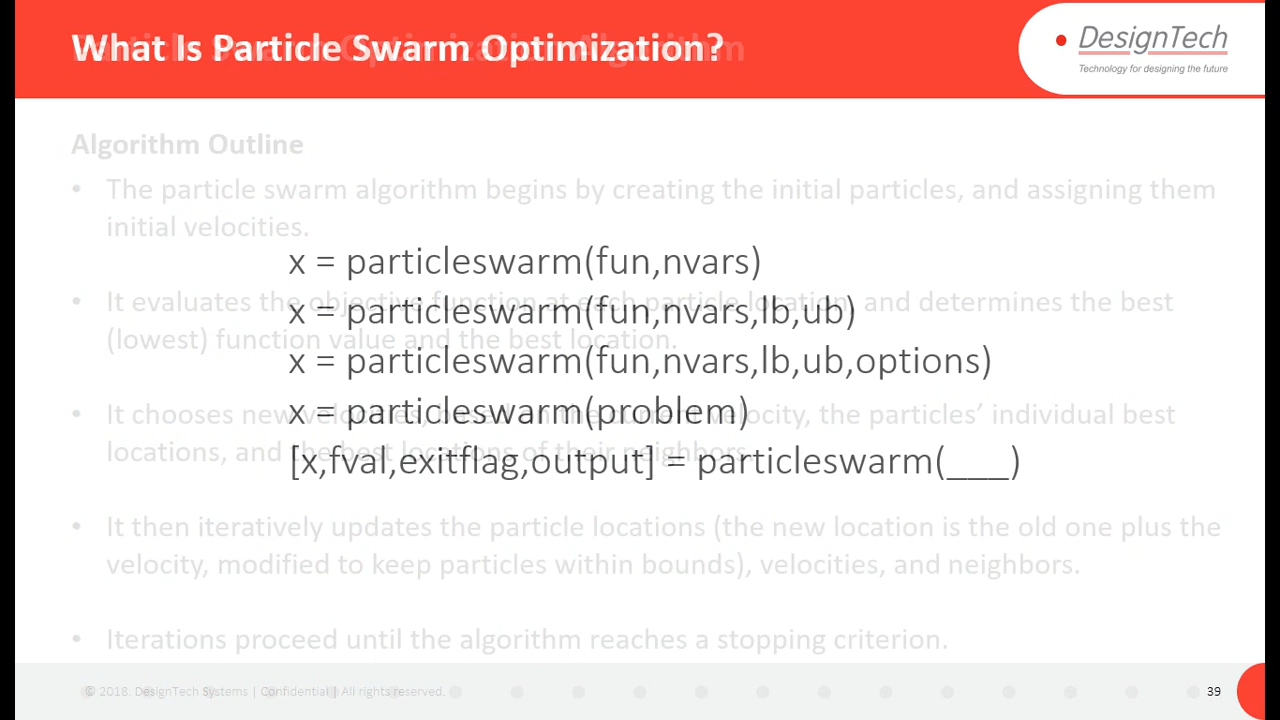 What Is Particle Swarm Optimization?
Particle Swarm Optimization Algorithm
DesignTech
Technology for designing the future
Algorithm Outline
• The particle swarm algorithm begins by creating the initial particles, and assigning them
initial velocities.
x = particleswarm(fun,nvars)
• It evaluates the objective function at each particle location, and determines the best
x = particleswarm(fun,nvars,lb,ub)
(lowest) function value and the best location.
x = particleswarm(fun,nvars,lb,ub,options)
• It chooses new velocities, based on the current velocity, the particles’ individual best
x = particleswarm(problem)
locations, and the best locations of their neighbors.
[x,fval,exitflag,output] = particleswarm(___)
• It then iteratively updates the particle locations (the new location is the old one plus the
velocity, modified to keep particles within bounds), velocities, and neighbors.
• Iterations proceed until the algorithm reaches a stopping criterion.
© 2018. DesignTech Systems | Confidential | All rights reserved.
39